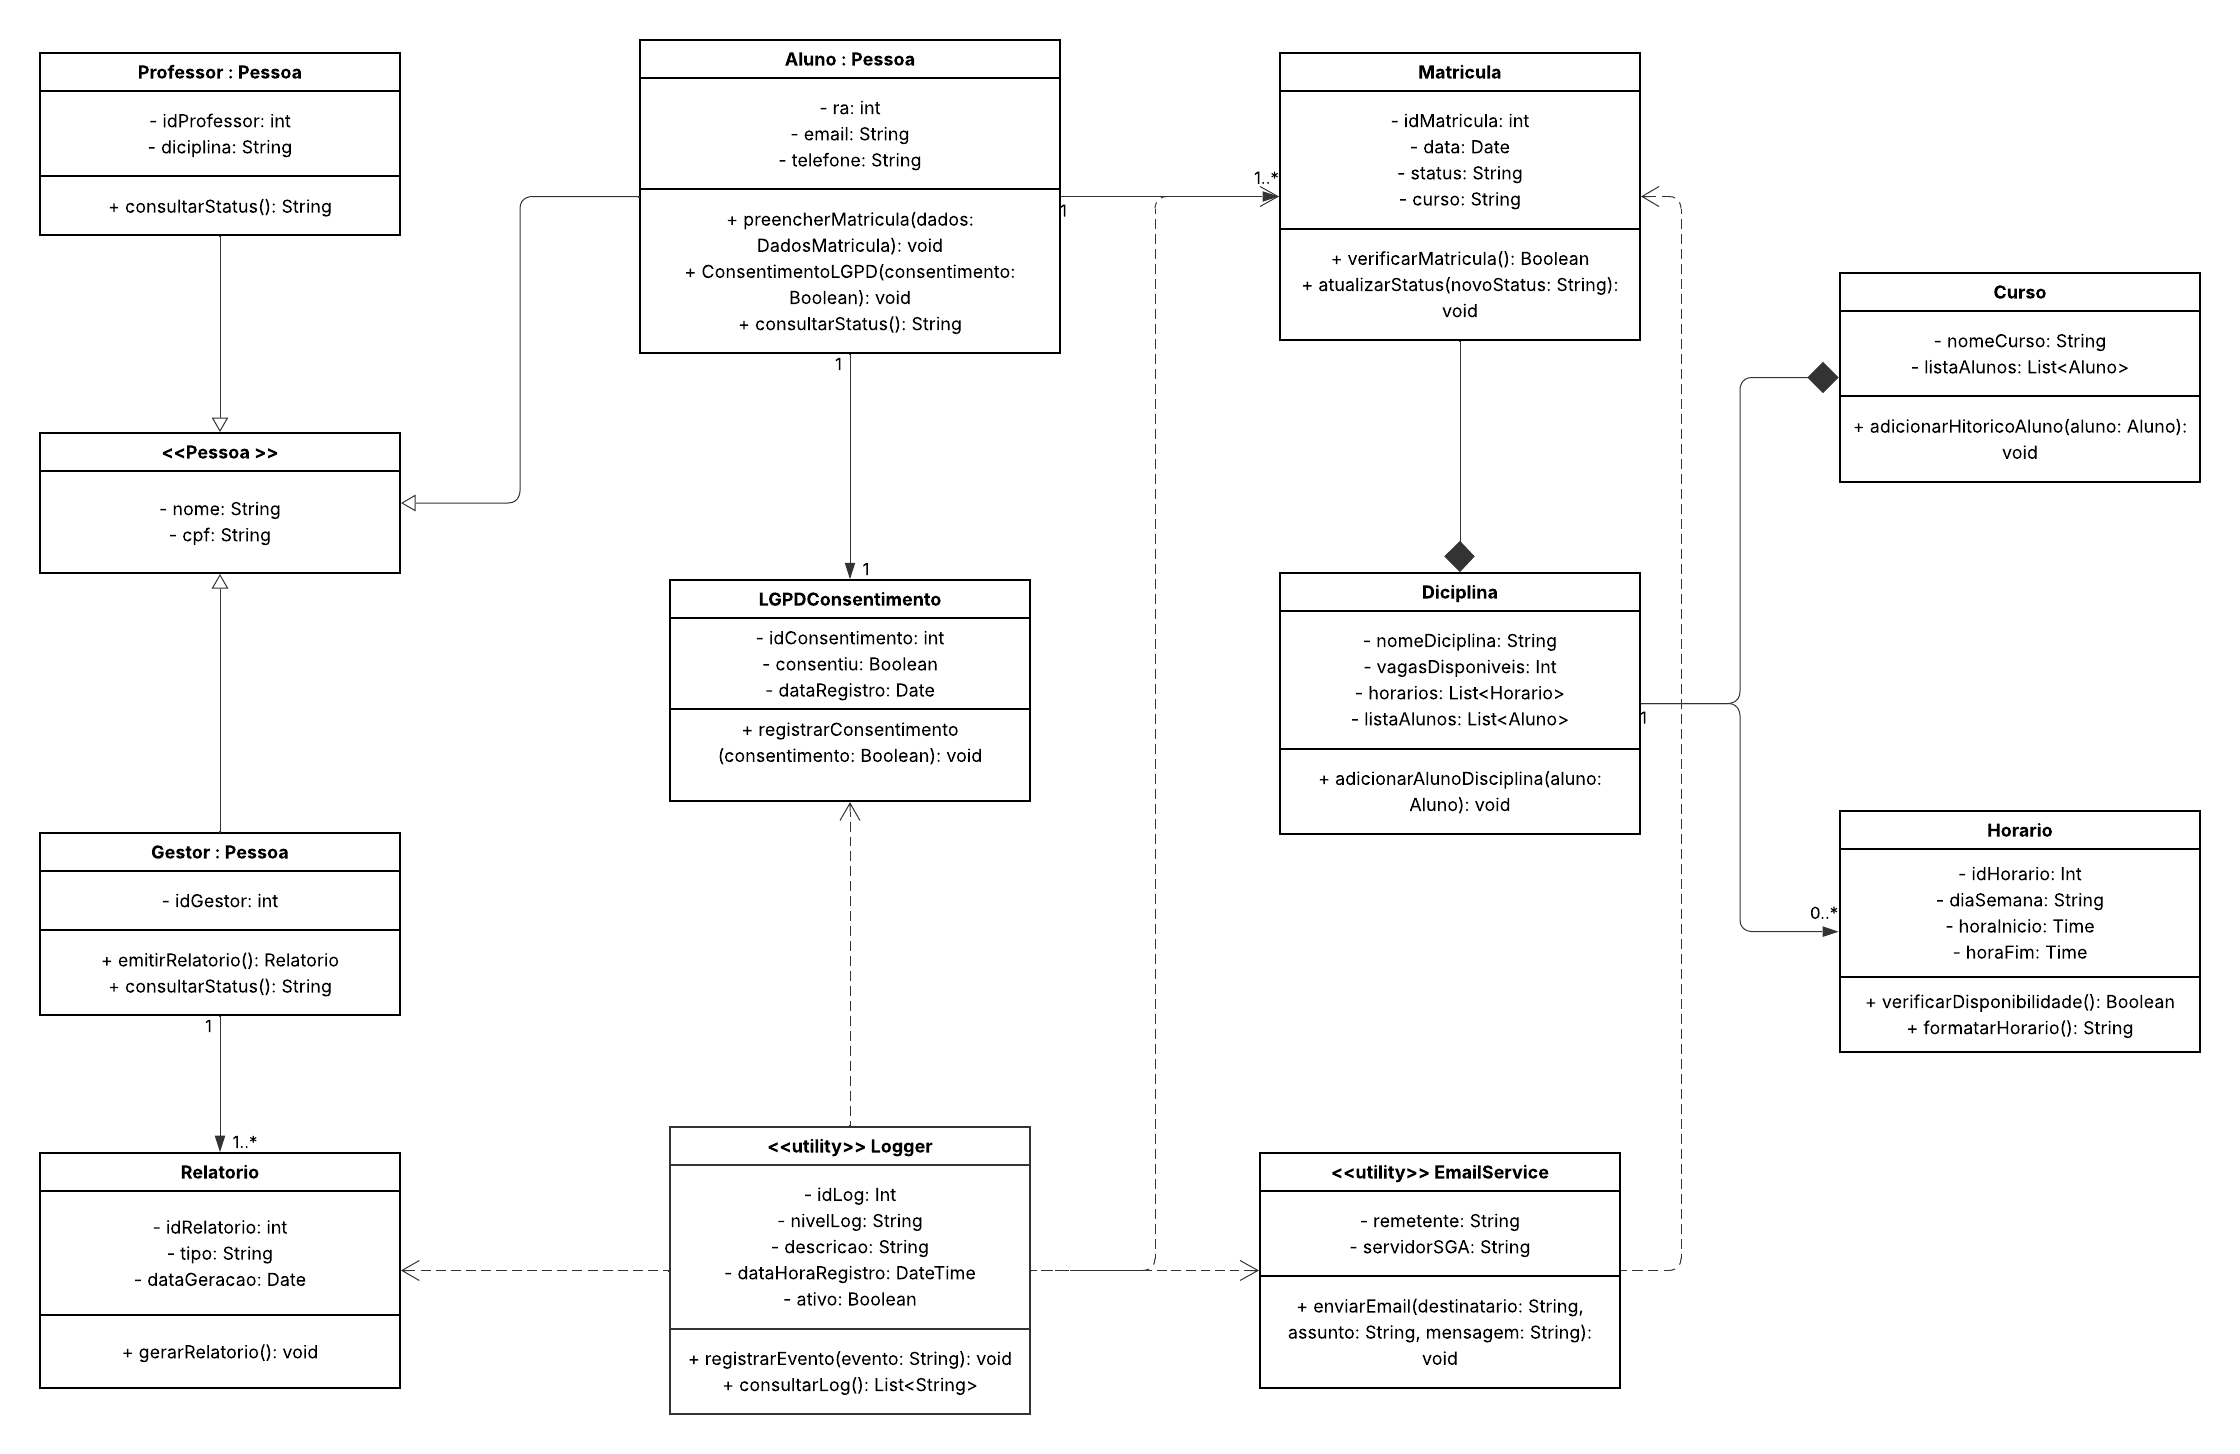 Professor : Pessoa
- idProfessor: int
- diciplina: String
+ consultarStatus(): String
Aluno : Pessoa
- ra: int
- email: String
- telefone: String
+ preencherMatricula(dados:
DadosMatricula): void
+ ConsentimentoLGPD(consentimento:
Boolean): void
+ consultarStatus(): String
1
1..*
1
1
Matricula
- idMatricula: int
- data: Date
- status: String
- curso: String
+ verificarMatricula(): Boolean
+ atualizarStatus(novoStatus: String):
void
Curso
- nomeCurso: String
- listaAlunos: List<Aluno>
+ adicionarHitoricoAluno(aluno: Aluno):
void
<<Pessoa >>
- nome: String
- cpf: String
LGPDConsentimento
- idConsentimento: int
- consentiu: Boolean
- dataRegistro: Date
+ registrarConsentimento
(consentimento: Boolean): void
Diciplina
- nomeDiciplina: String
- vagasDisponiveis: Int
- horarios: List<Horario>
- listaAlunos: List<Aluno>
+ adicionarAlunoDisciplina(aluno:
Aluno): void
1
0..*
Horario
- idHorario: Int
- diaSemana: String
- horaInicio: Time
- horaFim: Time
+ verificarDisponibilidade(): Boolean
+ formatarHorario(): String
Gestor : Pessoa
- idGestor: int
+ emitirRelatorio(): Relatorio
+ consultarStatus(): String
1
1..*
Relatorio
- idRelatorio: int
- tipo: String
- dataGeracao: Date
+ gerarRelatorio(): void
<<utility>> Logger
- idLog: Int
- nivelLog: String
- descricao: String
- dataHoraRegistro: DateTime
- ativo: Boolean
+ registrarEvento(evento: String): void
+ consultarLog(): List<String>
<<utility>> EmailService
- remetente: String
- servidorSGA: String
+ enviarEmail(destinatario: String,
assunto: String, mensagem: String):
void